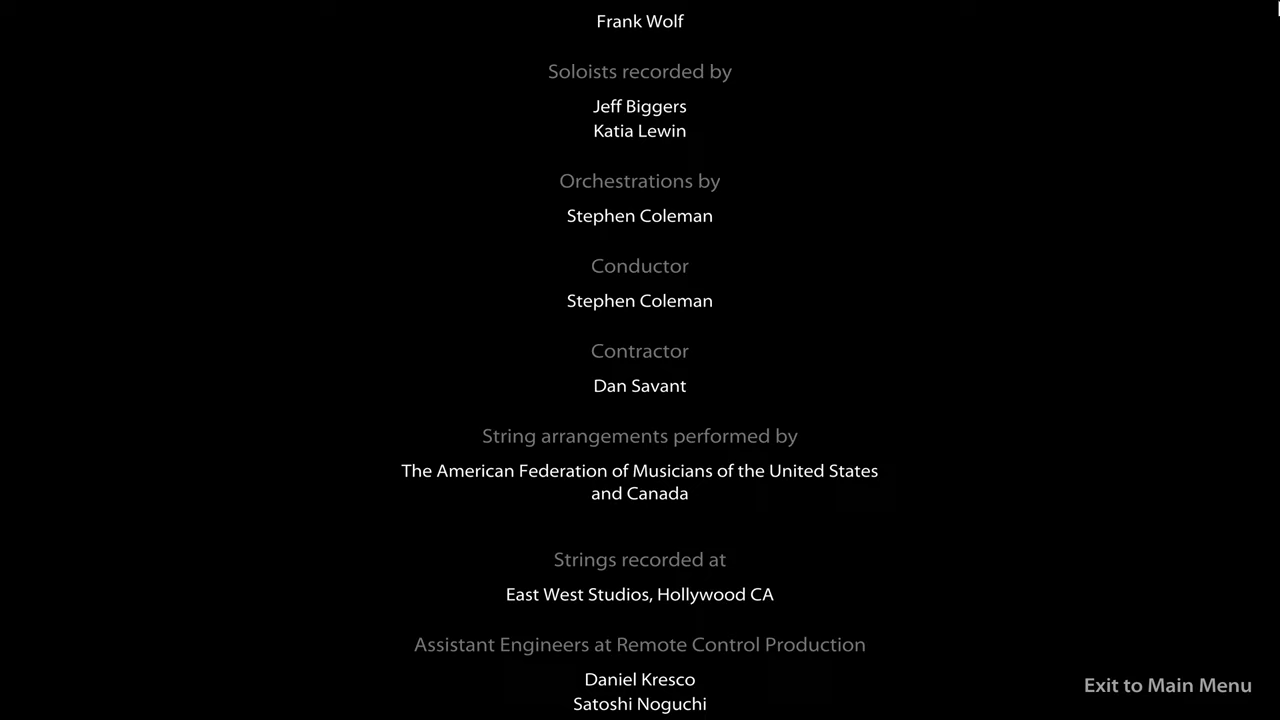 Frank Wolf
Soloists recorded by
Jeff Biggers
Katia Lewin
Orchestrations by
Stephen Coleman
Conductor
Stephen Coleman
Contractor
Dan Savant
String arrangements performed by
The American Federation of Musicians of the United States
and Canada
Strings recorded at
East West Studios, Hollywood CA
Assistant Engineers at Remote Control Production
Daniel Kresco
Exit to Main Menu
Satoshi Noguchi